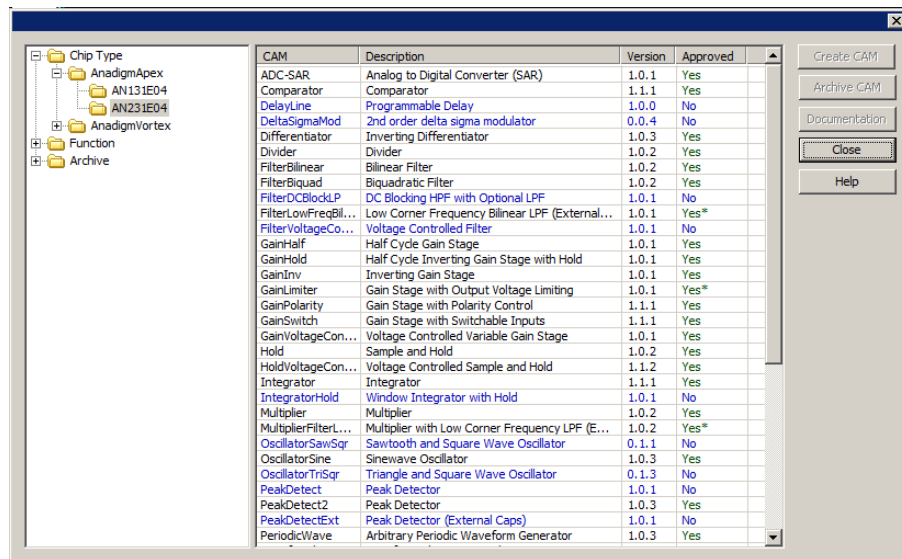 Chip Type
AnadigmApex
AN131E04
AN231E04
AnadigmVortex
Function
Archive
CAM Description Version Approved
ADC-SAR Analog to Digital Converter (SAR) 1.0.1 Yes
Comparator Comparator 1.1.1 Yes
DelayLine Programmable Delay 1.0.0 No
DeltaSigmaMod 2nd order delta sigma modulator 0.0.4 No
Differentiator Inverting Differentiator 1.0.3 Yes
Divider Divider 1.0.2 Yes
FilterBilinear Bilinear Filter 1.0.2 Yes
FilterBiquad Biquadratic Filter 1.0.2 Yes
FilterDCBlockLP DC Blocking HPF with Optional LPF 1.0.1 No
FilterLowFreqBil... Low Corner Frequency Bilinear LPF (External... 1.0.1 Yes*
FilterVoltageCo... Voltage Controlled Filter 1.0.1 No
GainHalf Half Cycle Gain Stage 1.0.1 Yes
GainHold Half Cycle Inverting Gain Stage with Hold 1.0.1 Yes
GainInv Inverting Gain Stage 1.0.1 Yes
GainLimiter Gain Stage with Output Voltage Limiting 1.0.1 Yes*
GainPolarity Gain Stage with Polarity Control 1.1.1 Yes
GainSwitch Gain Stage with Switchable Inputs 1.1.1 Yes
GainVoltageCon... Voltage Controlled Variable Gain Stage 1.0.1 Yes
Hold Sample and Hold 1.0.2 Yes
HoldVoltageCon... Voltage Controlled Sample and Hold 1.1.2 Yes
Integrator Integrator 1.1.1 Yes
IntegratorHold Window Integrator with Hold 1.0.1 No
Multiplier Multiplier 1.0.2 Yes
MultiplierFilterL... Multiplier with Low Corner Frequency LPF (E... 1.0.2 Yes*
OscillatorSawSqr Sawtooth and Square Wave Oscillator 0.1.1 No
OscillatorSine Sinewave Oscillator 1.0.3 Yes
OscillatorTriSqr Triangle and Square Wave Oscillator 0.1.3 No
PeakDetect Peak Detector 1.0.1 No
PeakDetect2 Peak Detector 1.0.3 Yes
PeakDetectExt Peak Detector (External Caps) 1.0.1 No
PeriodicWave Arbitrary Periodic Waveform Generator 1.0.3 Yes
Create CAM
Archive CAM
Documentation
Close
Help